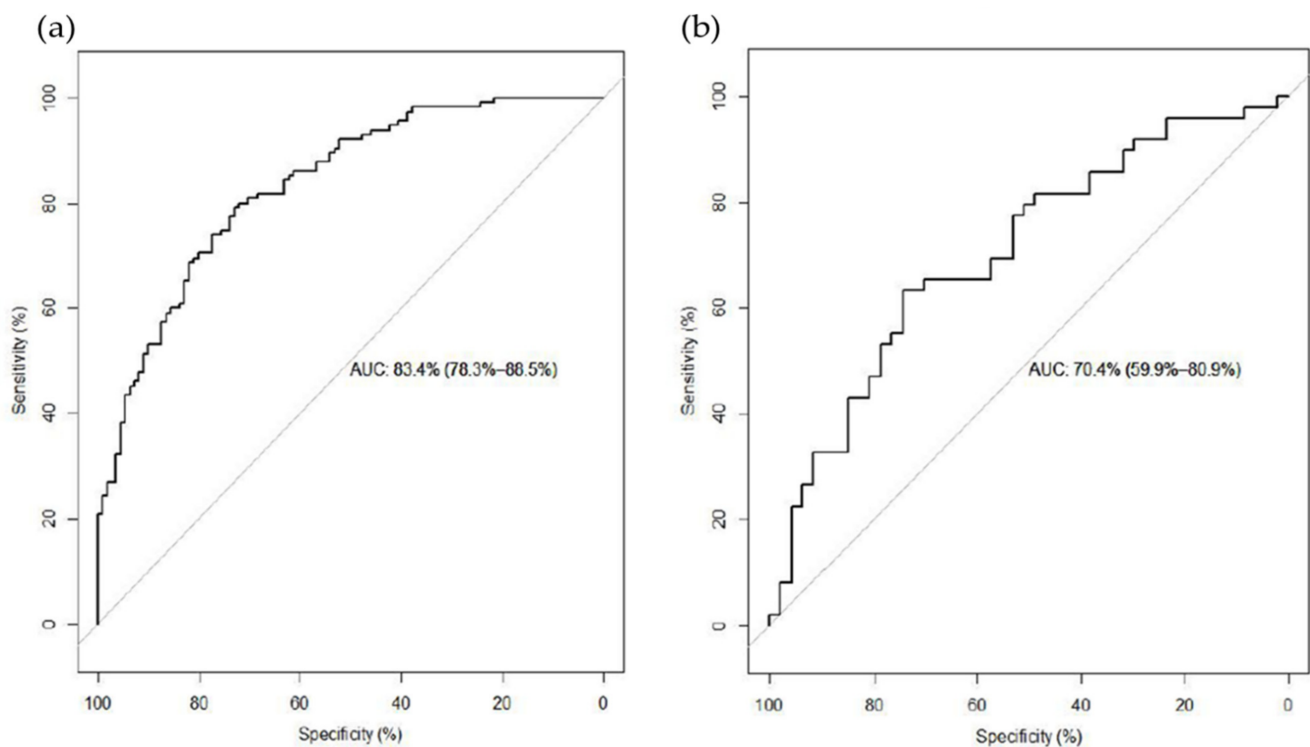 (a)
100
80
60
40
20
0
Sensitivity (%)
AUC: 83.4% (78.3%–88.5%)
100 80 60 40 20 0
Specificity (%)
(b)
100
80
60
40
20
0
Sensitivity (%)
AUC: 70.4% (59.9%–80.9%)
100 80 60 40 20 0
Specificity (%)